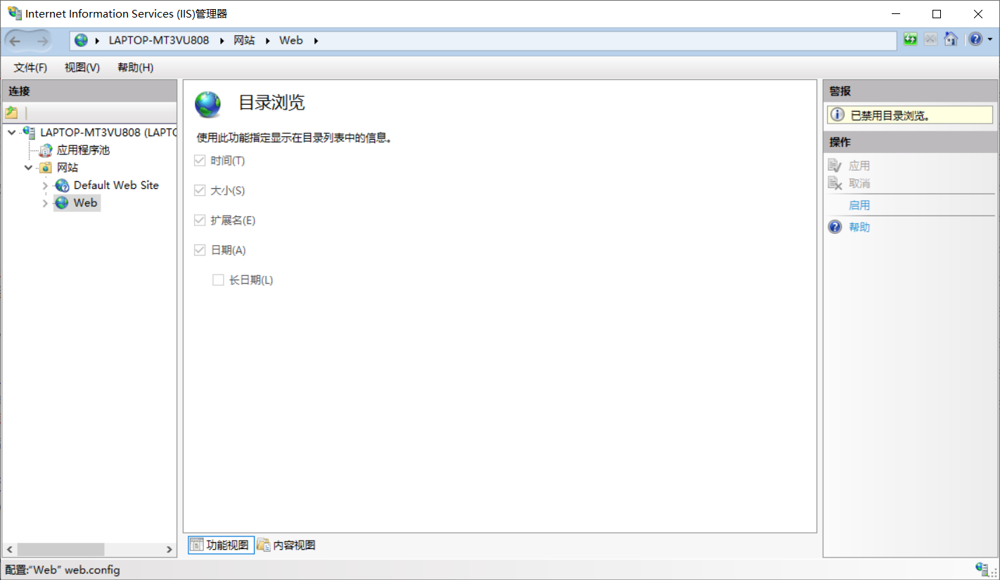 Internet Information Services (IIS)管理器
LAPTOP-MT3VU808 网站 Web
文件(F) 视图(V) 帮助(H)
连接
LAPTOP-MT3VU808 (LAPTO
应用程序池
网站
Default Web Site
Web
目录浏览
使用此功能指定显示在目录列表中的信息。
时间(T)
大小(S)
扩展名(E)
日期(A)
长日期(L)
功能视图 内容视图
警报
已禁用目录浏览。
操作
应用
取消
启用
帮助
配置:“Web” web.config